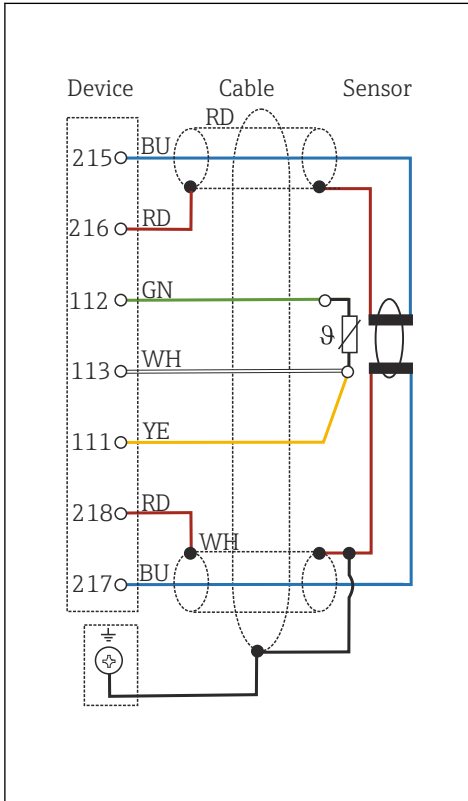 Device Cable Sensor
RD
215 BU
216 RD
112 GN
ϑ
113 WH
111 YE
218 RD
WH
217 BU